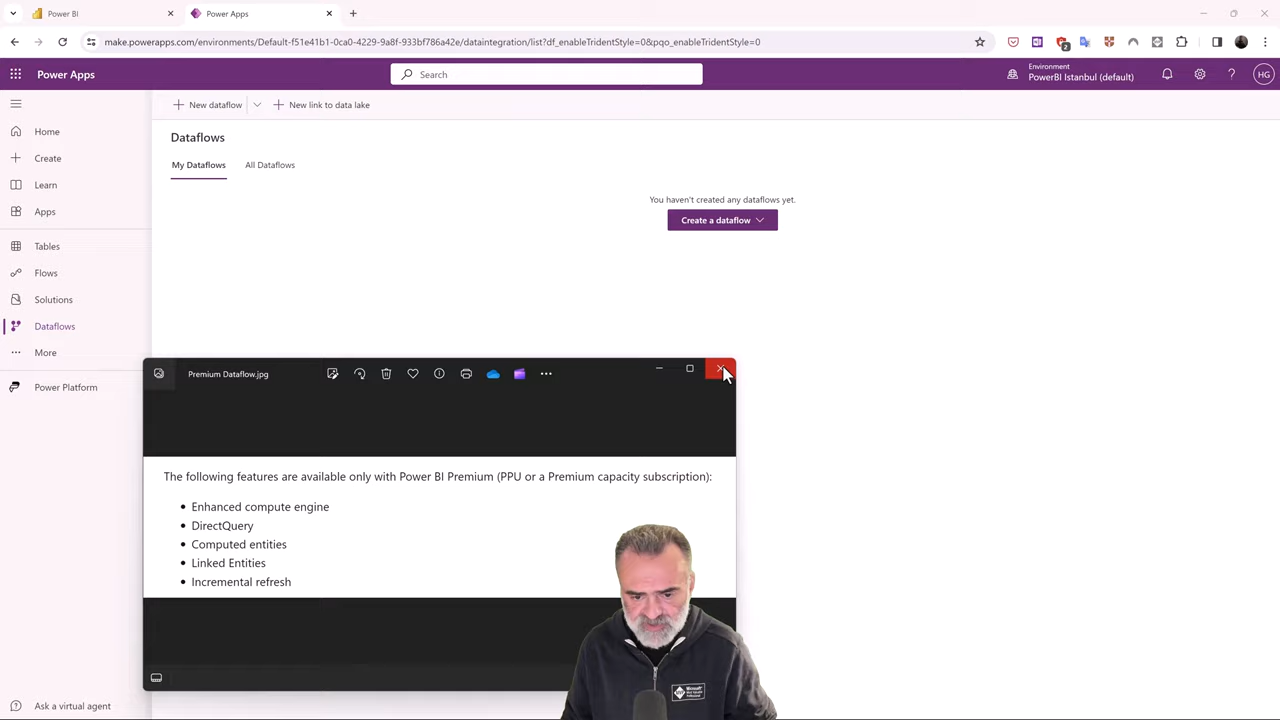 Power BI
Power Apps
make.powerapps.com/environments/Default-f51e41b1-0ca0-4229-9a8f-933bf786a42e/dataintegration/list?df_enableTridentStyle=0&pqo_enableTridentStyle=0
2
Power Apps
Search
Environment
PowerBI Istanbul (default)
HG
New dataflow
New link to data lake
Home
Create
Learn
Apps
Tables
Flows
Solutions
Dataflows
More
Power Platform
Ask a virtual agent
Dataflows
My Dataflows
All Dataflows
You haven't created any dataflows yet.
Create a dataflow
Premium Dataflow.jpg
The following features are available only with Power BI Premium (PPU or a Premium capacity subscription):
• Enhanced compute engine
• DirectQuery
• Computed entities
• Linked Entities
• Incremental refresh